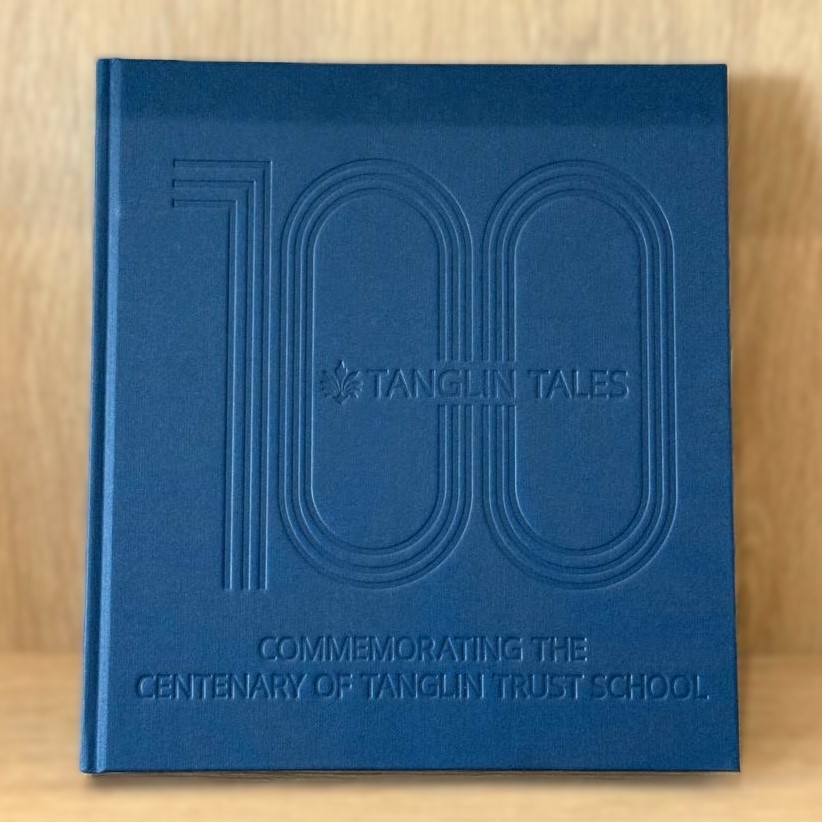 100
TANGLIN TALES
COMMEMORATING THE
CENTENARY OF TANGLIN TRUST SCHOOL